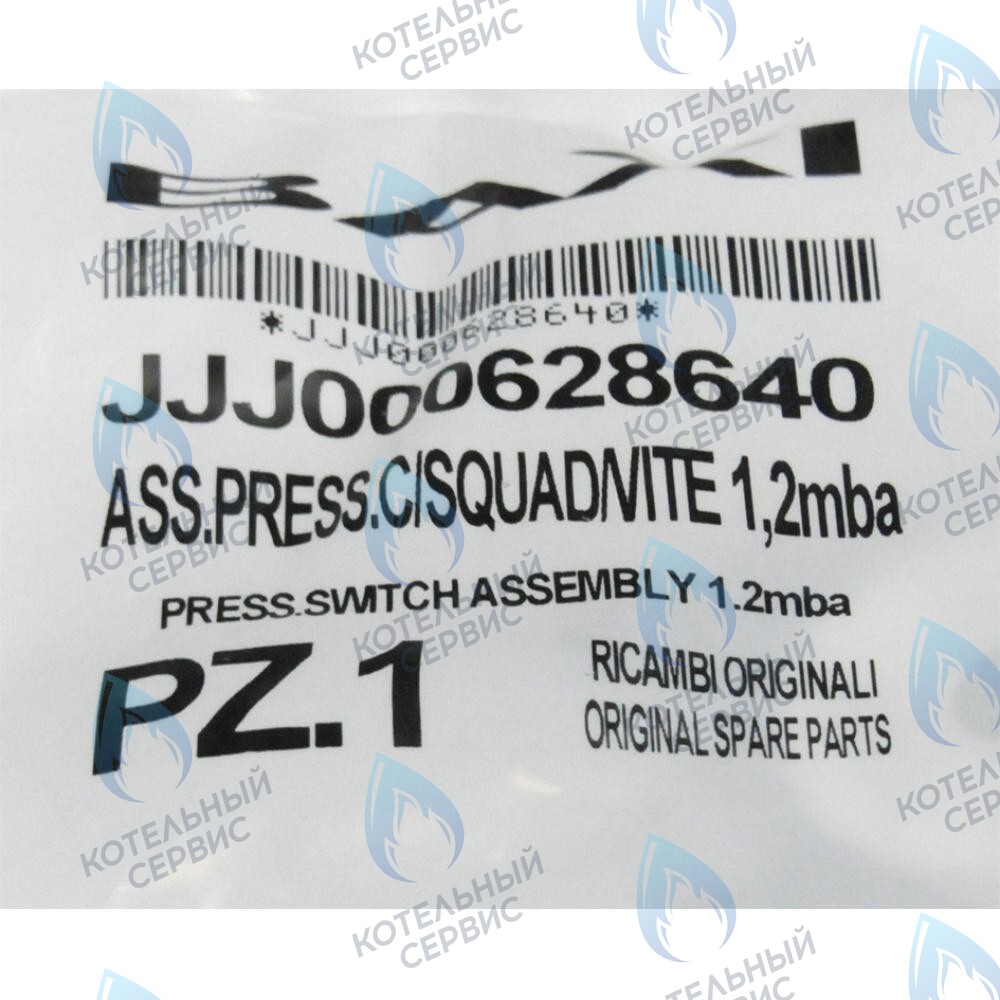 BAXI
*JJJ000628640*
JJJ000628640
ASS.PRESS.C/SQUAD/VITE 1,2mba
PRESS.SWITCH ASSEMBLY 1.2mba
PZ.1
RICAMBI ORIGINALI
ORIGINAL SPARE PARTS
КОТЕЛЬНЫЙ
СЕРВИС